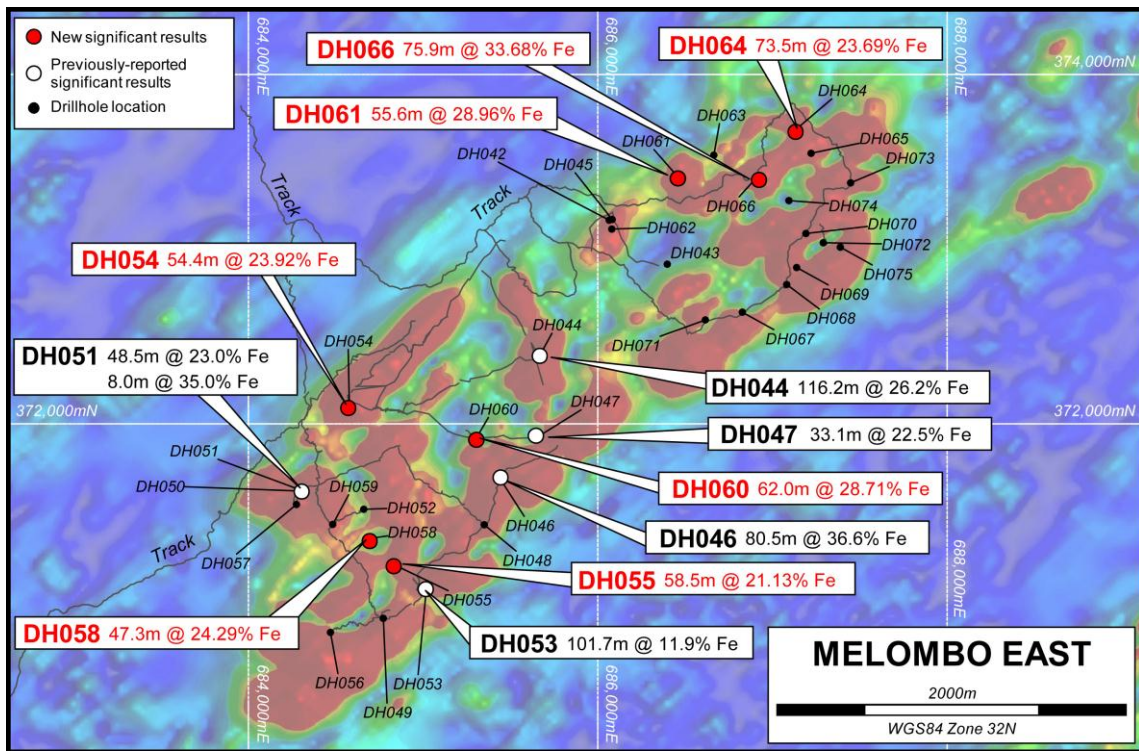 New significant results
Previously-reported
significant results
Drillhole location
684,000mE
686,000mE
688,000mE
374,000mN
DH066 75.9m @ 33.68% Fe
DH064 73.5m @ 23.69% Fe
DH061 55.6m @ 28.96% Fe
DH064
DH063
DH061
DH042
DH045
DH065
DH073
Track
Track
DH066
DH074
DH062
DH070
DH043
DH072
DH075
DH054 54.4m @ 23.92% Fe
DH069
DH068
DH044
DH054
DH071
DH067
DH051 48.5m @ 23.0% Fe
8.0m @ 35.0% Fe
DH044 116.2m @ 26.2% Fe
372,000mN
372,000mN
DH060
DH047
DH047 33.1m @ 22.5% Fe
DH051
DH050
DH059
DH052
DH060 62.0m @ 28.71% Fe
DH058
DH046
DH046 80.5m @ 36.6% Fe
Track
DH057
DH048
DH055 58.5m @ 21.13% Fe
DH055
DH058 47.3m @ 24.29% Fe
DH053 101.7m @ 11.9% Fe
DH056
DH053
DH049
684,000mE
686,000mE
688,000mE
MELOMBO EAST
2000m
WGS84 Zone 32N